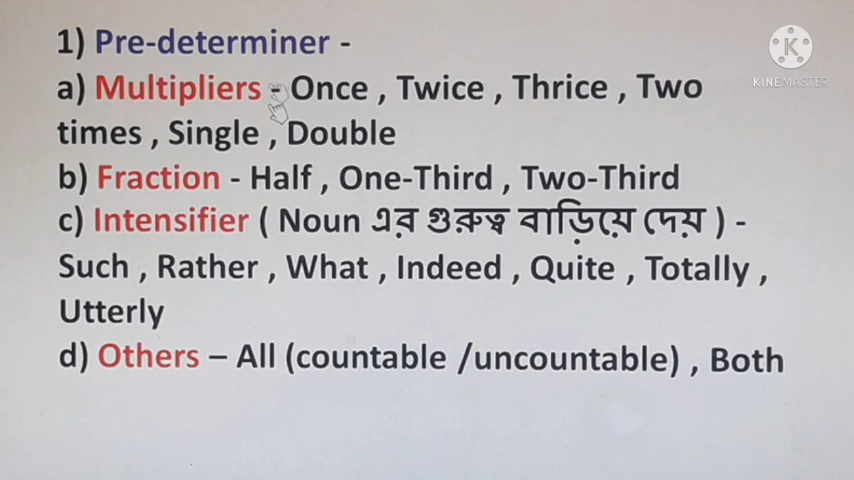 1) Pre-determiner -
a) Multipliers - Once , Twice , Thrice , Two
times , Single , Double
b) Fraction - Half , One-Third , Two-Third
c) Intensifier ( Noun এর গুরুত্ব বাড়িয়ে দেয় ) -
Such , Rather , What , Indeed , Quite , Totally ,
Utterly
d) Others – All (countable /uncountable) , Both
KINEMASTER